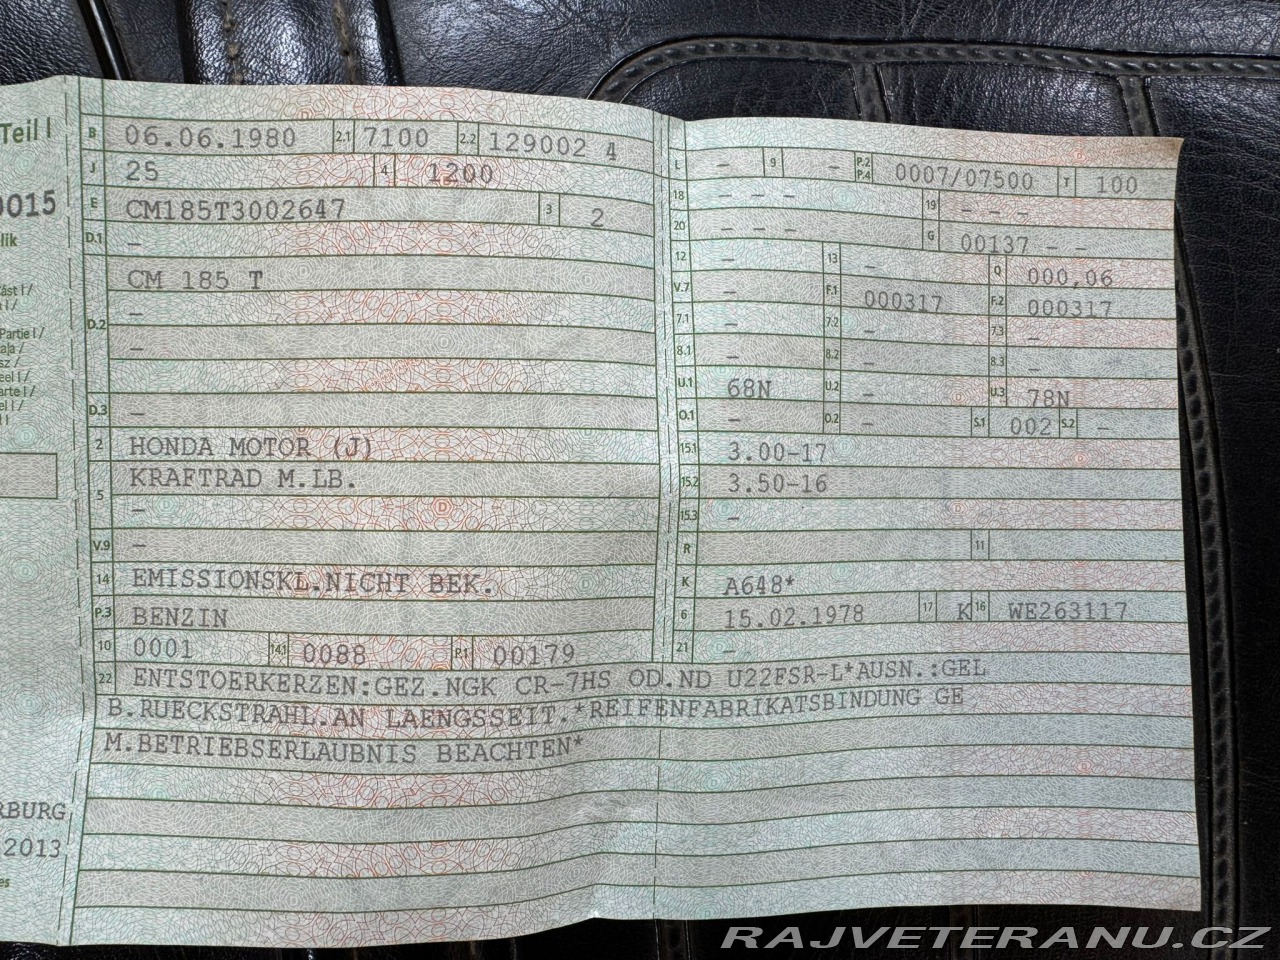 Teil I
B 06.06.1980 2.1 7100 2.2 129002 4
J 25 4 1200
0015
E CM185T3002647 3 2
D.1 –
CM 185 T
–
D.2 –
D.3 –
2 HONDA MOTOR (J)
5 KRAFTRAD M.LB.
–
V.9 –
14 EMISSIONSKL.NICHT BEK.
P.3 BENZIN
10 0001 14.1 0088 P.1 00179
L – 9 – P.2 P.4 0007/07500 T 100
18 – – – 19 – – –
20 – – – G 00137 – –
12 – 13 – Q 000,06
V.7 – F.1 000317 F.2 000317
7.1 – 7.2 – 7.3 –
8.1 – 8.2 – 8.3 –
U.1 68N U.2 – U.3 78N
O.1 – O.2 – S.1 002 S.2 –
15.1 3.00-17
15.2 3.50-16
15.3 –
R 11
K A648*
6 15.02.1978 17 K 16 WE263117
21 –
22 ENTSTOERKERZEN:GEZ.NGK CR-7HS OD.ND U22FSR-L*AUSN.:GEL
B.RUECKSTRAHL.AN LAENGSSEIT.*REIFENFABRIKATSBINDUNG GE
M.BETRIEBSERLAUBNIS BEACHTEN*
RBURG
2013
RAJVETERANU.CZ